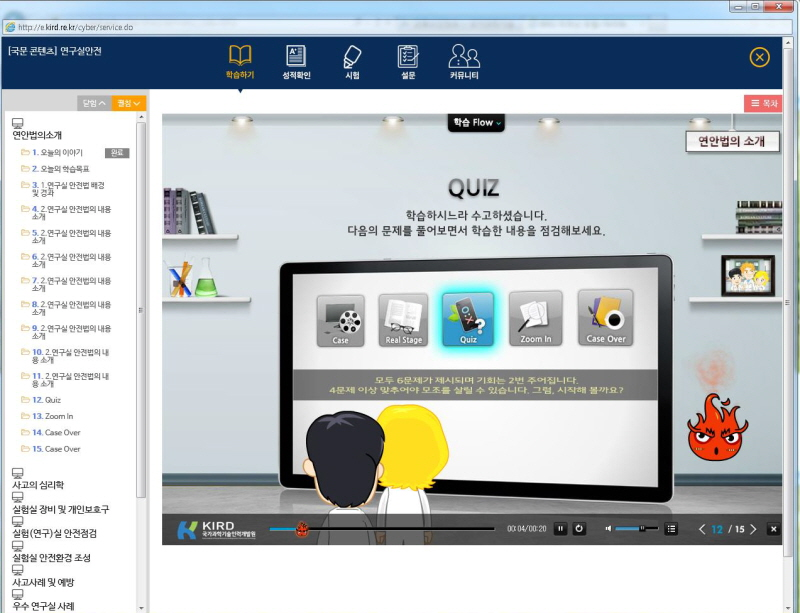 http://e.kird.re.kr/cyber/service.do
[국문 콘텐츠] 연구실안전
학습하기
성적확인
시험
설문
커뮤니티
닫힘
펼침
목차
연안법의소개
1. 오늘의 이야기
완료
2. 오늘의 학습목표
3. 1.연구실 안전법 배경
및 경과
4. 2.연구실 안전법의 내용
소개
5. 2.연구실 안전법의 내용
소개
6. 2.연구실 안전법의 내용
소개
7. 2.연구실 안전법의 내용
소개
8. 2.연구실 안전법의 내용
소개
9. 2.연구실 안전법의 내용
소개
10. 2.연구실 안전법의 내
용 소개
11. 2.연구실 안전법의 내
용 소개
12. Quiz
13. Zoom In
14. Case Over
15. Case Over
사고의 심리학
실험실 장비 및 개인보호구
실험(연구)실 안전점검
실험실 안전환경 조성
사고사례 및 예방
우수 연구실 사례
학습 Flow
연안법의 소개
QUIZ
학습하시느라 수고하셨습니다.
다음의 문제를 풀어보면서 학습한 내용을 점검해보세요.
Case
Real Stage
Quiz
Zoom In
Case Over
모두 6문제가 제시되며 기회는 2번 주어집니다.
4문제 이상 맞추어야 모조를 살릴 수 있습니다. 그럼, 시작해 볼까요?
KIRD
국가과학기술인력개발원
00:04/00:20
12 / 15